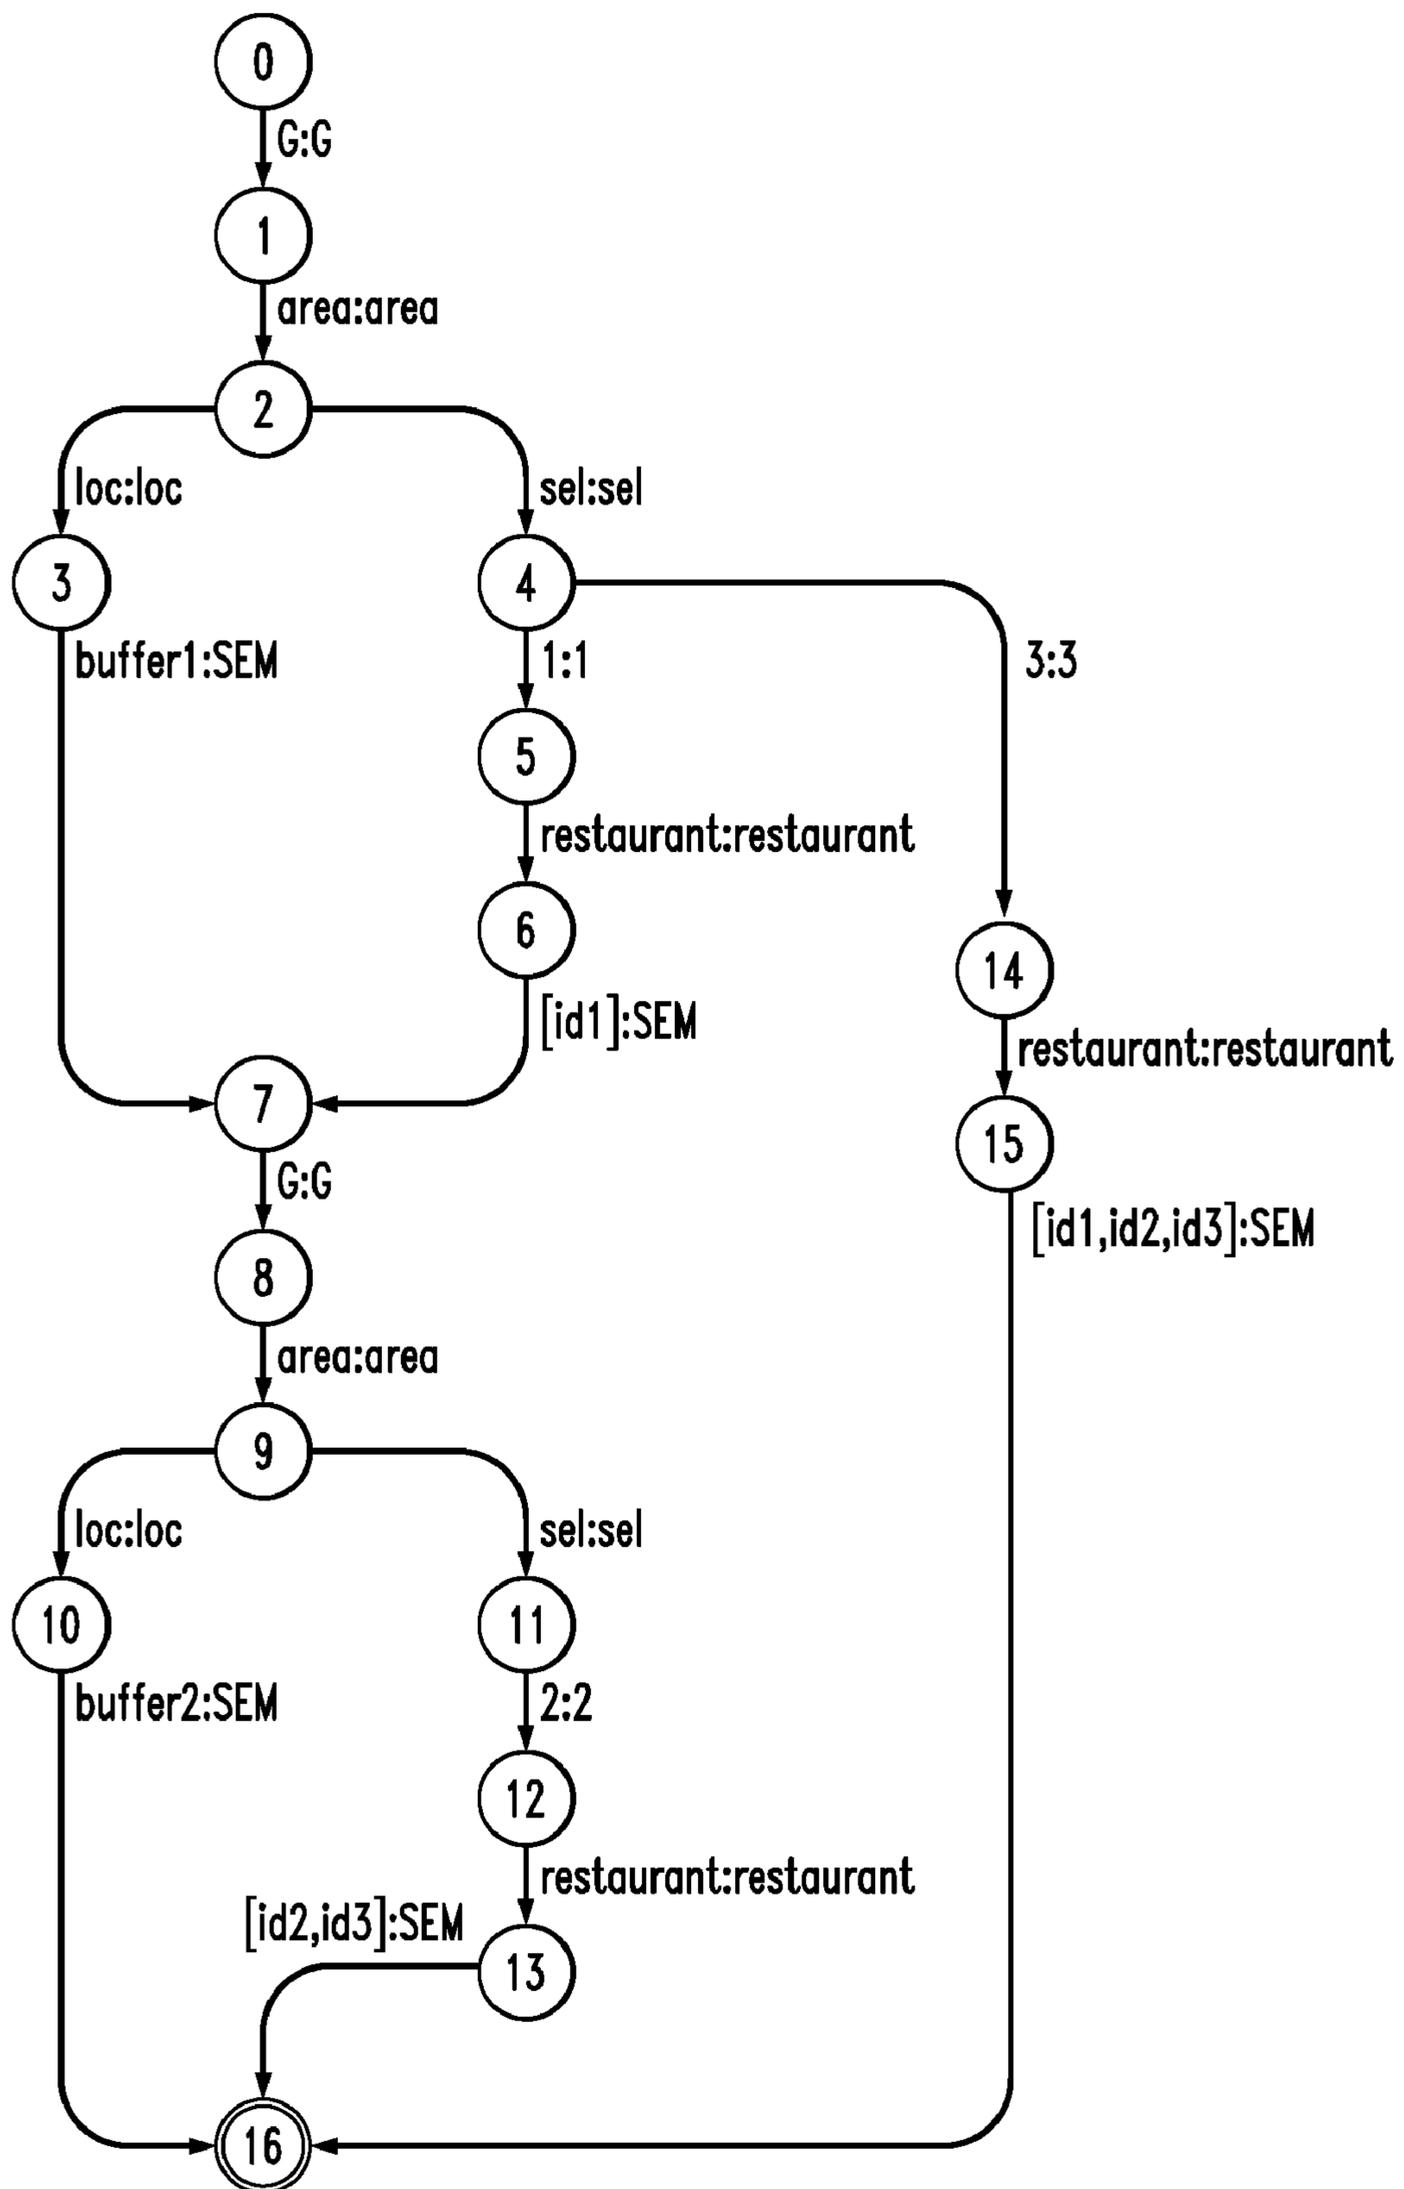 0
G:G
1
area:area
2
loc:loc
sel:sel
3
4
buffer1:SEM
1:1
3:3
5
restaurant:restaurant
6
14
[id1]:SEM
restaurant:restaurant
7
15
G:G
[id1,id2,id3]:SEM
8
area:area
9
loc:loc
sel:sel
10
11
buffer2:SEM
2:2
12
restaurant:restaurant
[id2,id3]:SEM
13
16